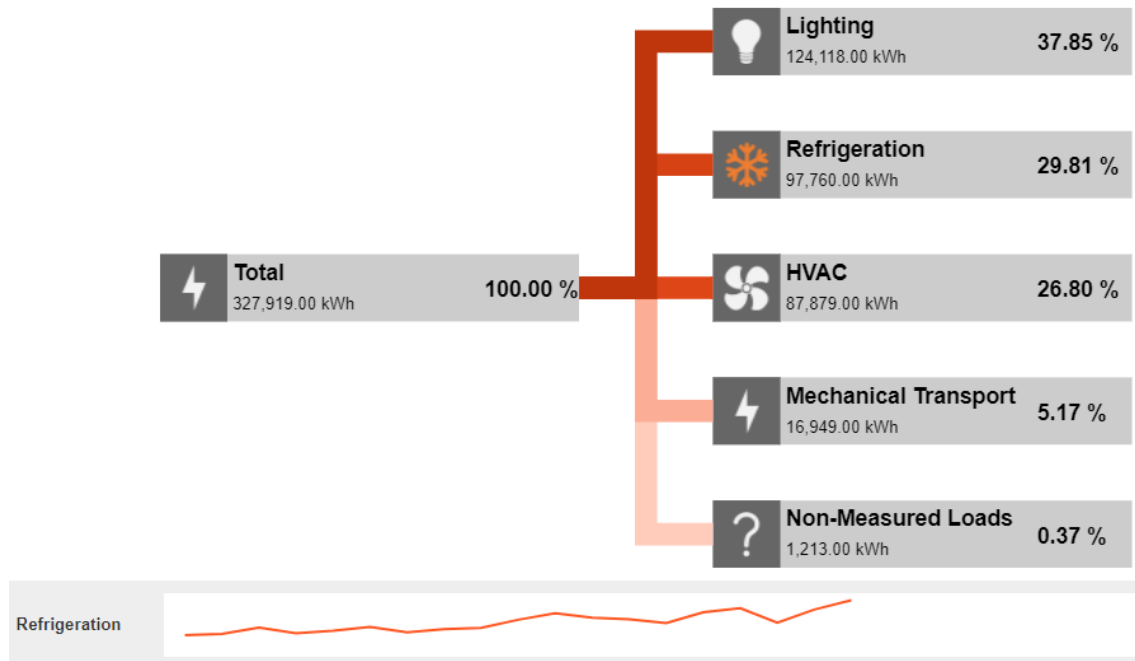 Lighting
124,118.00 kWh
37.85 %
Refrigeration
97,760.00 kWh
29.81 %
Total
327,919.00 kWh
100.00 %
HVAC
87,879.00 kWh
26.80 %
Mechanical Transport
16,949.00 kWh
5.17 %
Non-Measured Loads
1,213.00 kWh
0.37 %
Refrigeration